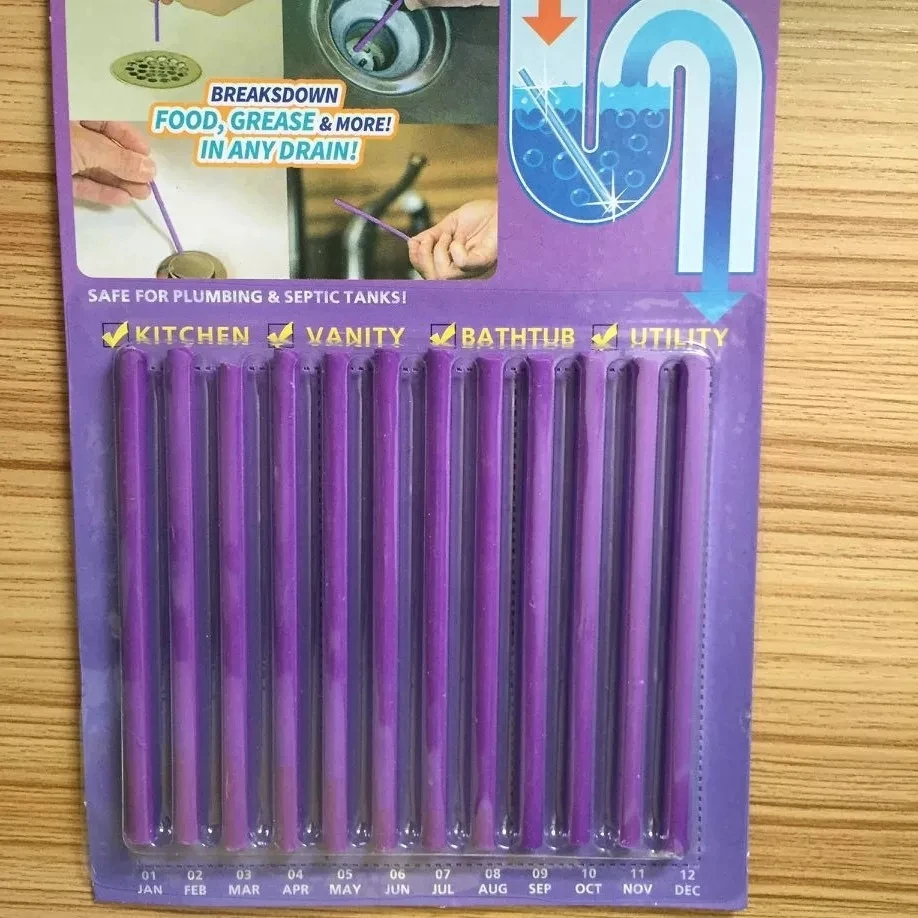 BREAKSDOWN
FOOD, GREASE & MORE!
IN ANY DRAIN!
SAFE FOR PLUMBING & SEPTIC TANKS!
KITCHEN VANITY BATHTUB UTILITY
01 02 03 04 05 06 07 08 09 10 11 12
JAN FEB MAR APR MAY JUN JUL AUG SEP OCT NOV DEC